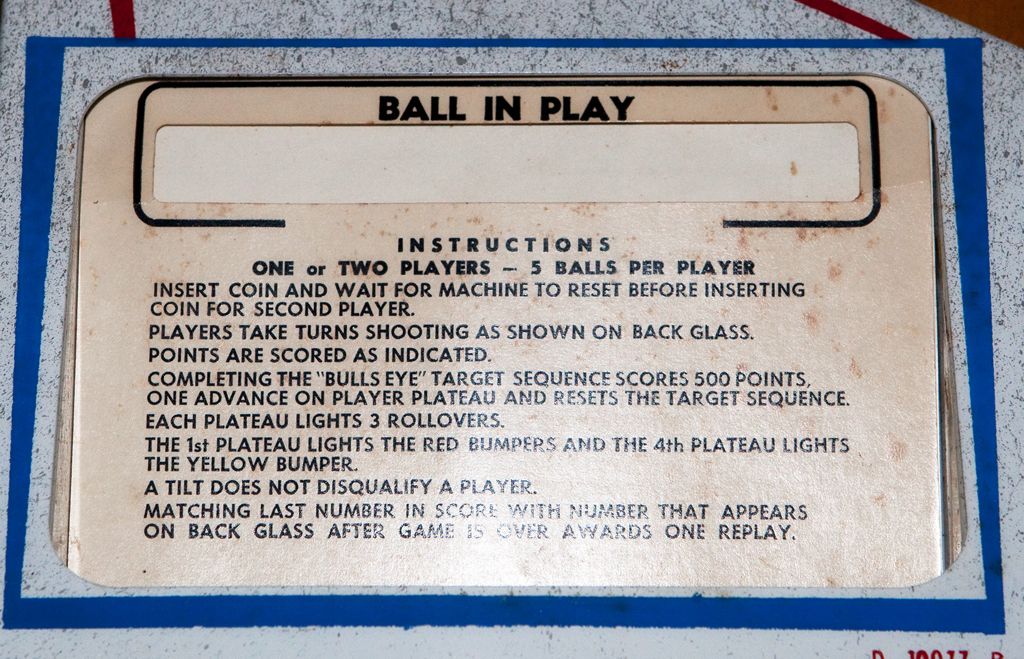 BALL IN PLAY
INSTRUCTIONS
ONE or TWO PLAYERS – 5 BALLS PER PLAYER
INSERT COIN AND WAIT FOR MACHINE TO RESET BEFORE INSERTING
COIN FOR SECOND PLAYER.
PLAYERS TAKE TURNS SHOOTING AS SHOWN ON BACK GLASS.
POINTS ARE SCORED AS INDICATED.
COMPLETING THE "BULLS EYE" TARGET SEQUENCE SCORES 500 POINTS,
ONE ADVANCE ON PLAYER PLATEAU AND RESETS THE TARGET SEQUENCE.
EACH PLATEAU LIGHTS 3 ROLLOVERS.
THE 1st PLATEAU LIGHTS THE RED BUMPERS AND THE 4th PLATEAU LIGHTS
THE YELLOW BUMPER.
A TILT DOES NOT DISQUALIFY A PLAYER.
MATCHING LAST NUMBER IN SCORE WITH NUMBER THAT APPEARS
ON BACK GLASS AFTER GAME IS OVER AWARDS ONE REPLAY.